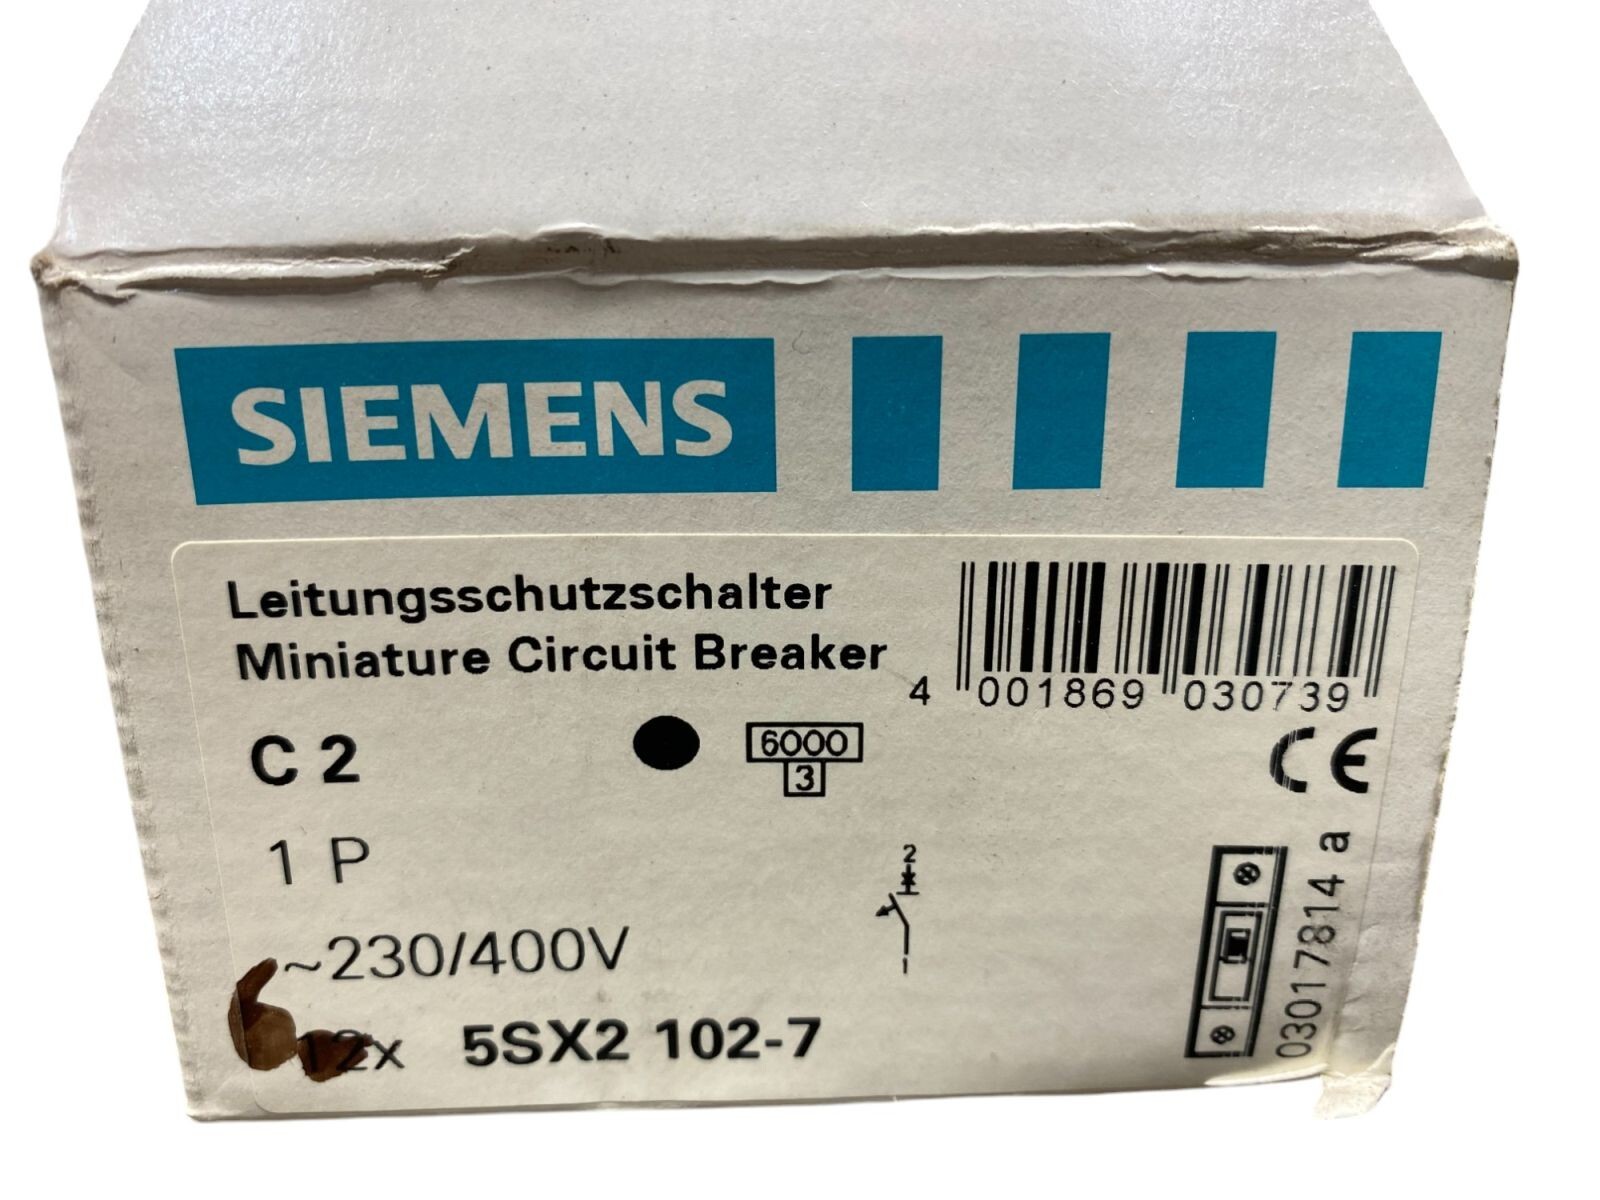 SIEMENS
Leitungsschutzschalter
Miniature Circuit Breaker
4 001869 030739
C 2
6000
3
CE
1 P
2
~230/400V
12x 5SX2 102-7
03017814 a